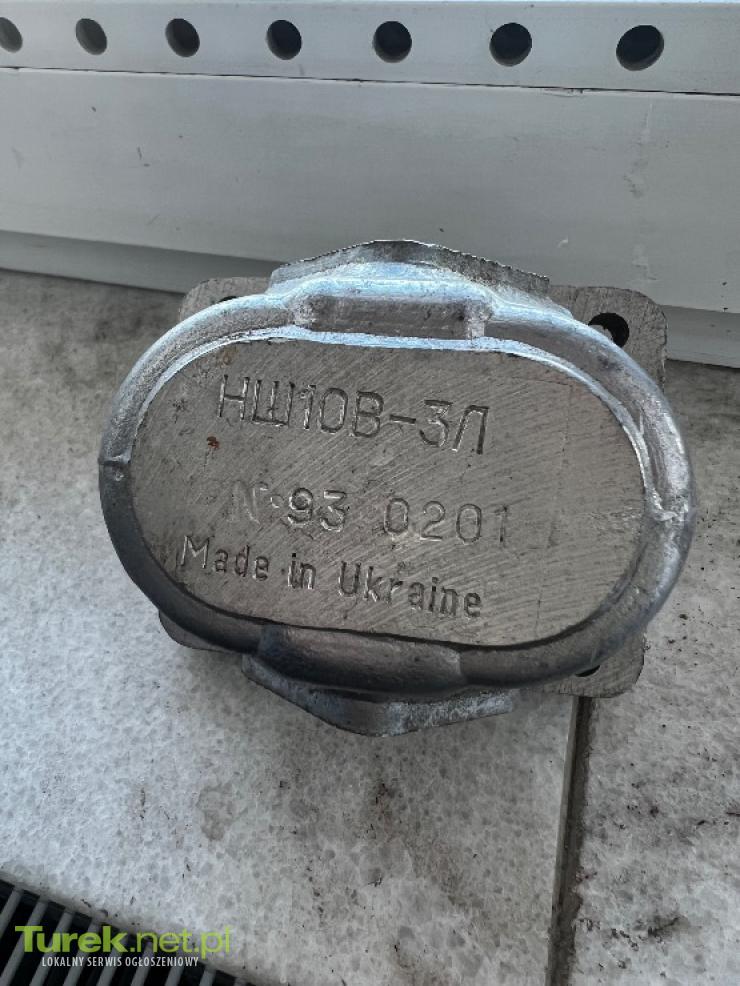 НШ10В-3Л
№93 0201
Made in Ukraine
Turek.net.pl
LOKALNY SERWIS OGŁOSZENIOWY